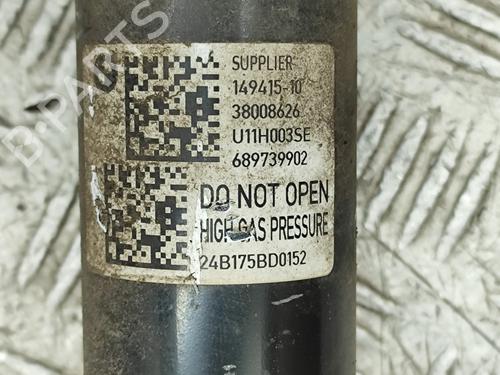 SUPPLIER
149415-10
38008626
U11H003SE
689739902
DO NOT OPEN
HIGH GAS PRESSURE
24B175BD0152
B.PARTS